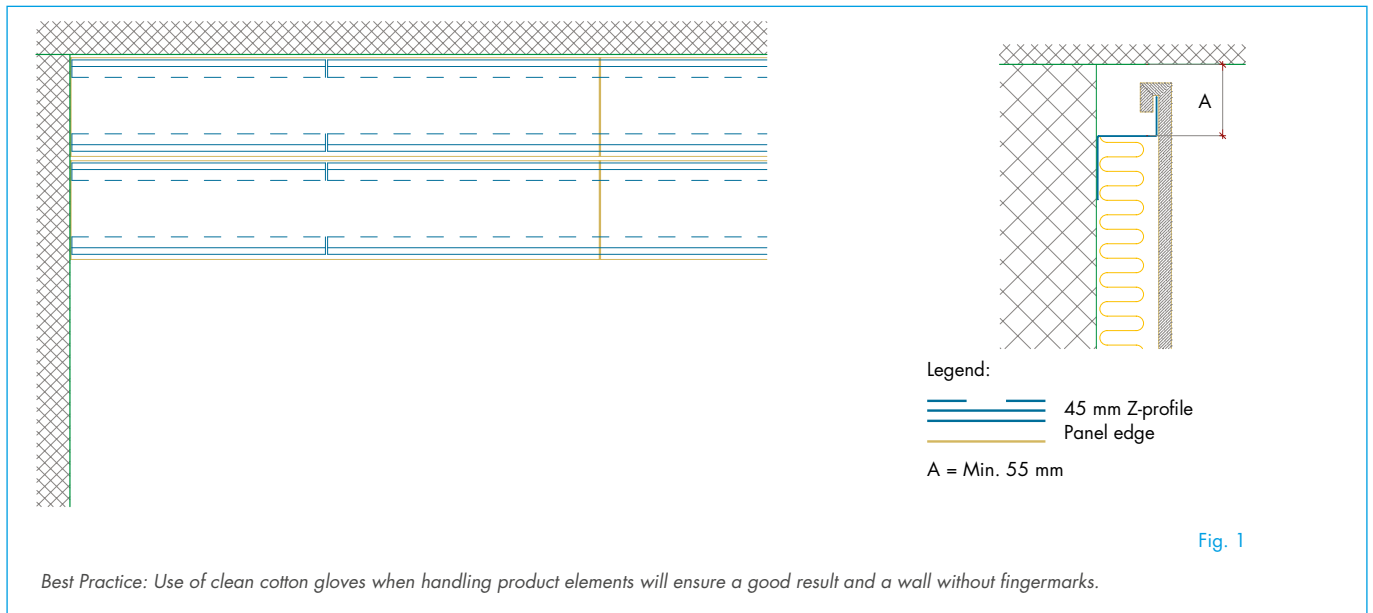 A
Legend:
45 mm Z-profile
Panel edge
A = Min. 55 mm
Fig. 1
Best Practice: Use of clean cotton gloves when handling product elements will ensure a good result and a wall without fingermarks.